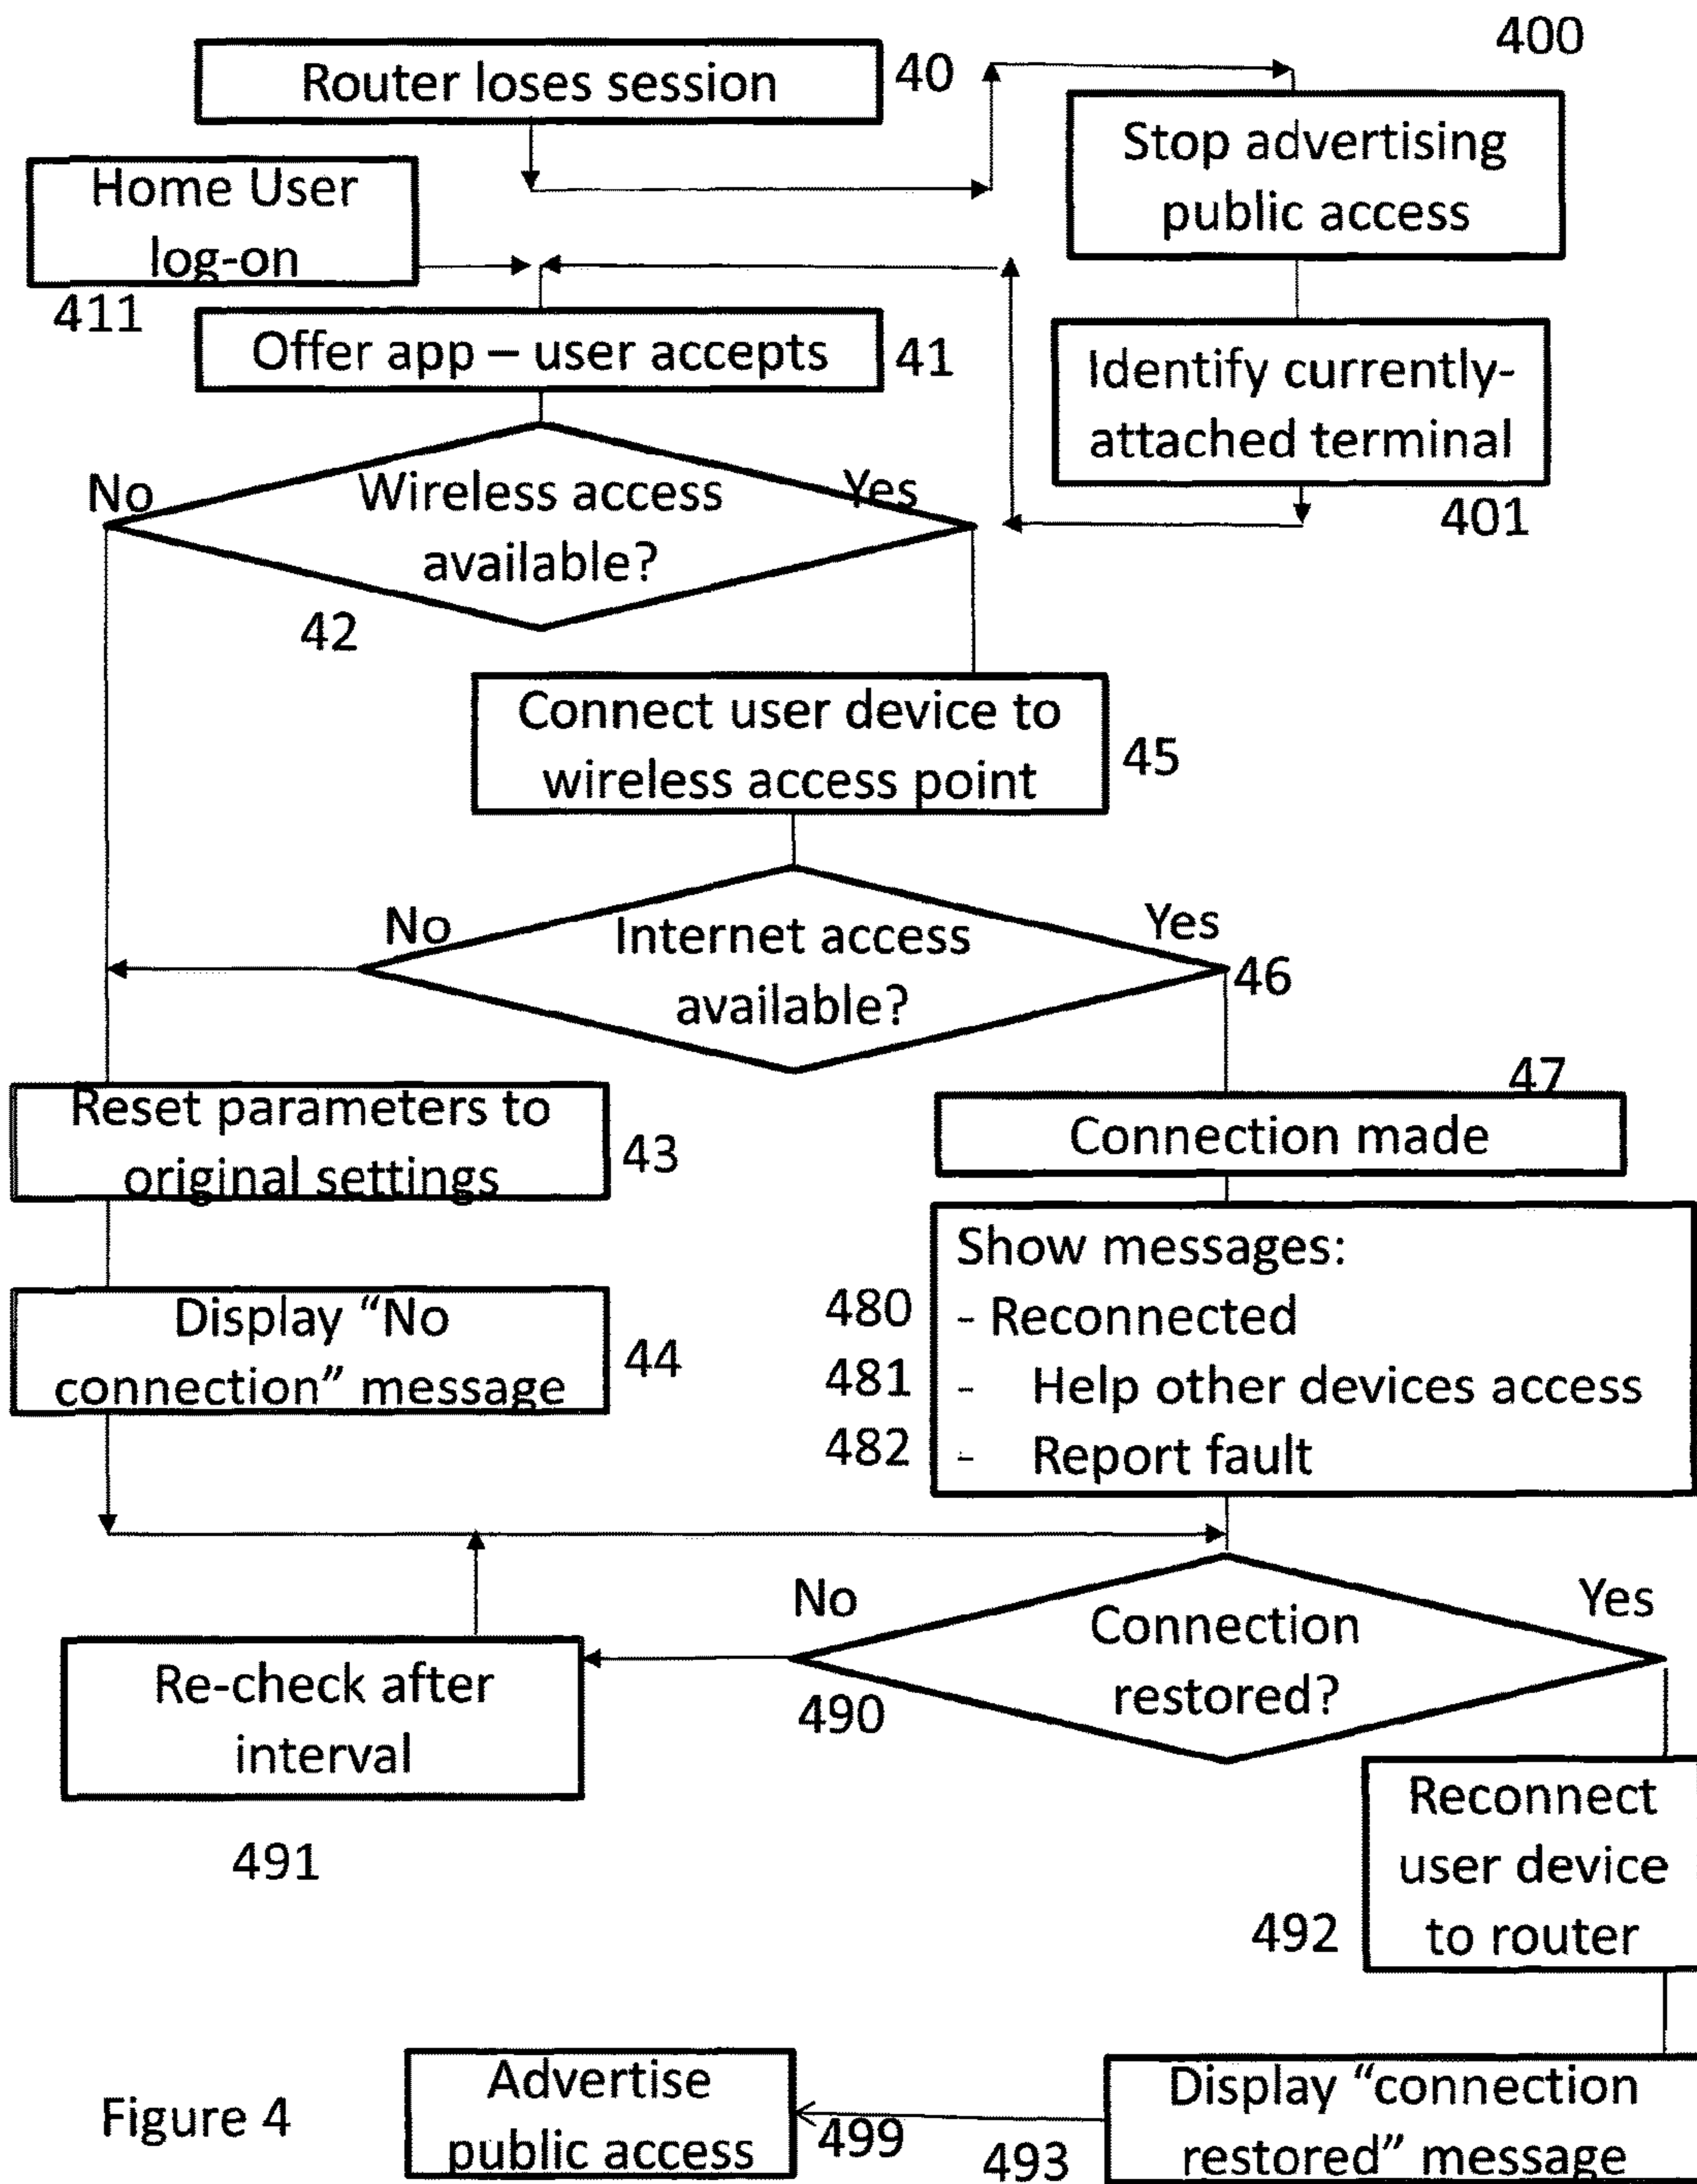 400
Router loses session
40
Stop advertising
public access
Home User
log-on
411
Offer app – user accepts
41
Identify currently-
attached terminal
401
No
Wireless access
available?
Yes
42
Connect user device to
wireless access point
45
No
Internet access
available?
Yes
46
47
Reset parameters to
original settings
43
Connection made
Show messages:
480
- Reconnected
481
- Help other devices access
482
- Report fault
Display “No
connection” message
44
No
Connection
restored?
Yes
490
Re-check after
interval
491
Reconnect
user device
to router
492
Figure 4
Advertise
public access
499
493
Display “connection
restored” message